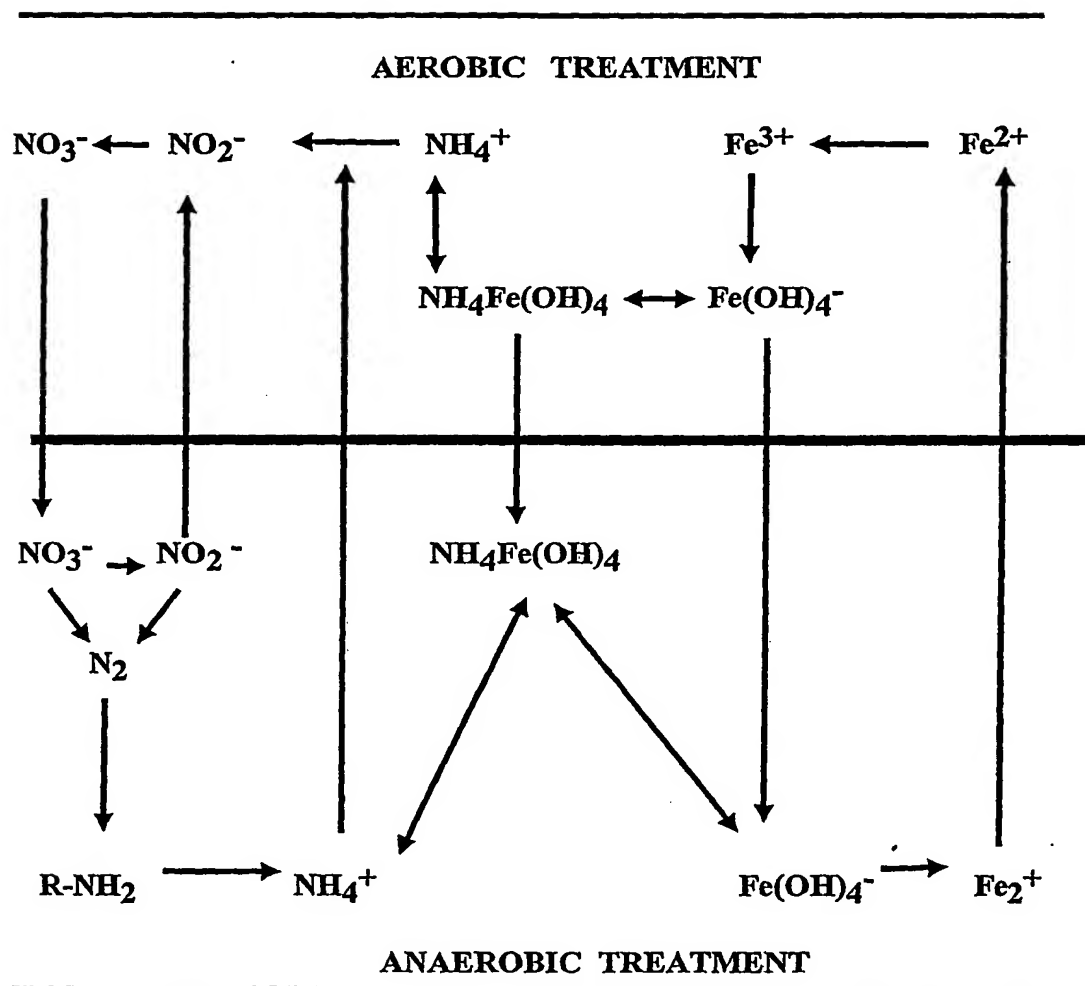 AEROBIC TREATMENT
NO₃⁻ NO₂⁻ NH₄⁺ Fe³⁺ Fe²⁺
NH₄Fe(OH)₄ Fe(OH)₄⁻
NO₃⁻ NO₂⁻ NH₄Fe(OH)₄
N₂
R-NH₂ NH₄⁺ Fe(OH)₄⁻ Fe₂⁺
ANAEROBIC TREATMENT